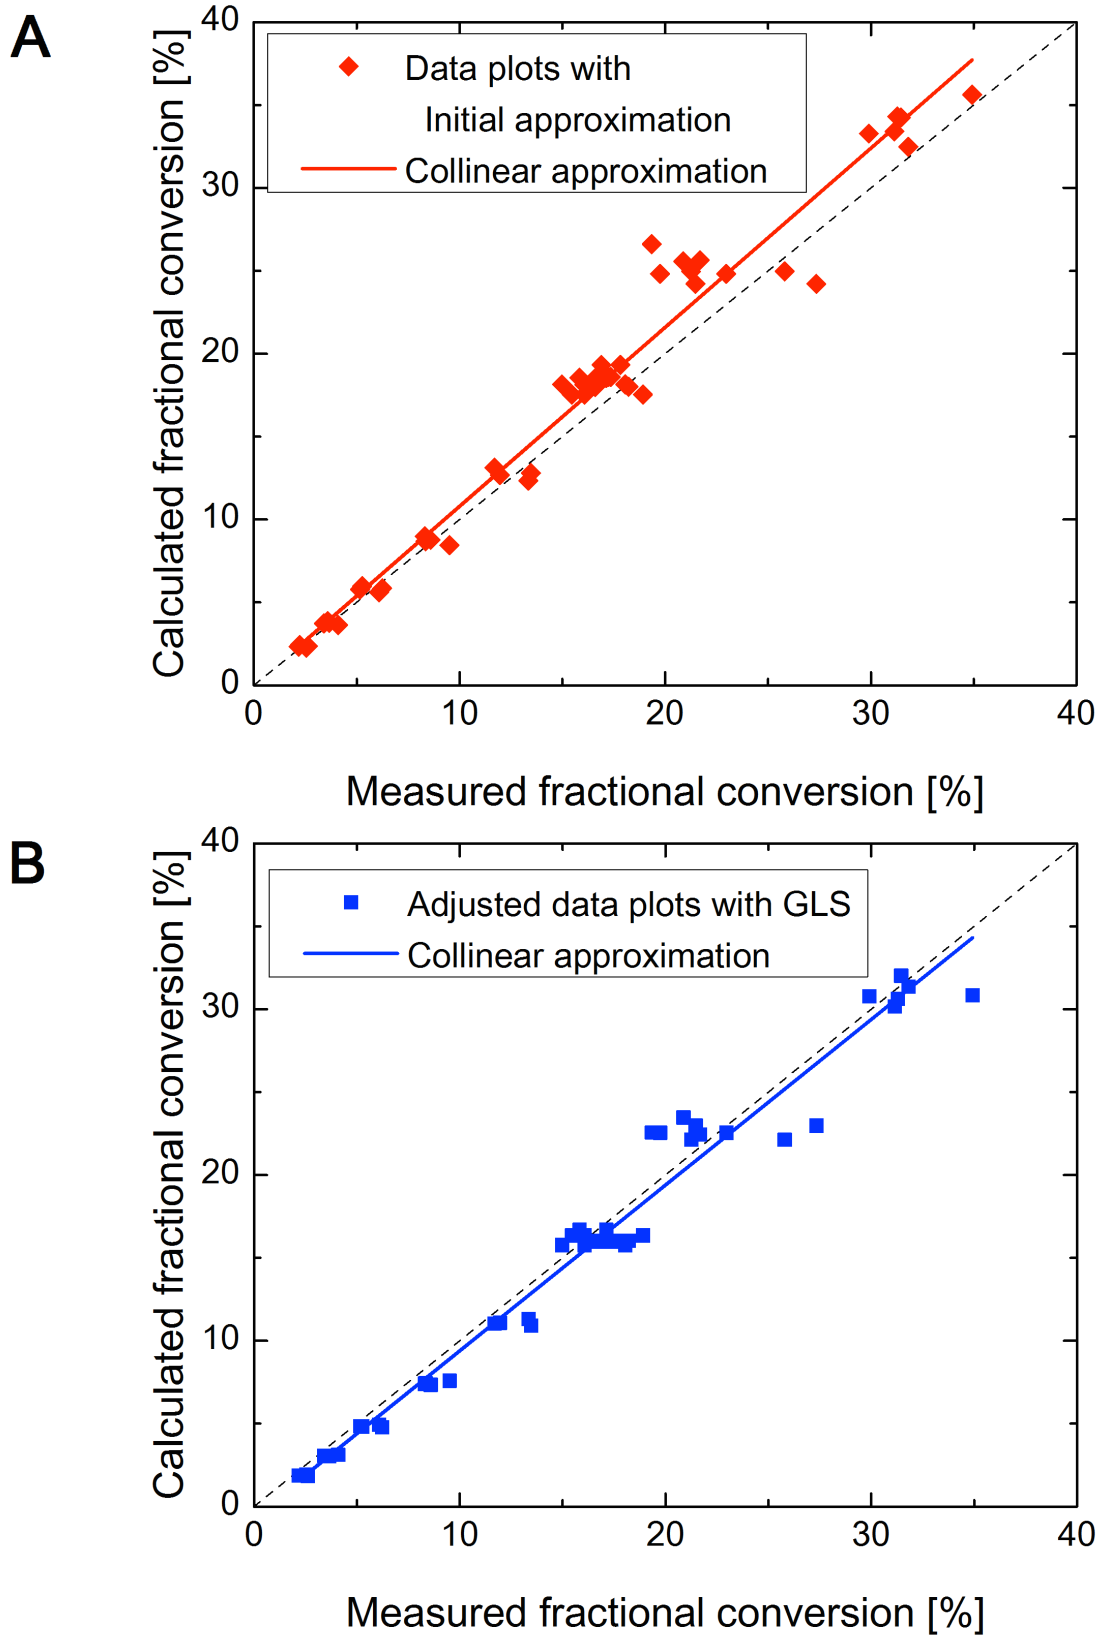 A
Calculated fractional conversion [%]
40
30
20
10
0
Data plots with
Initial approximation
Collinear approximation
0 10 20 30 40
Measured fractional conversion [%]
B
Calculated fractional conversion [%]
40
30
20
10
0
Adjusted data plots with GLS
Collinear approximation
0 10 20 30 40
Measured fractional conversion [%]